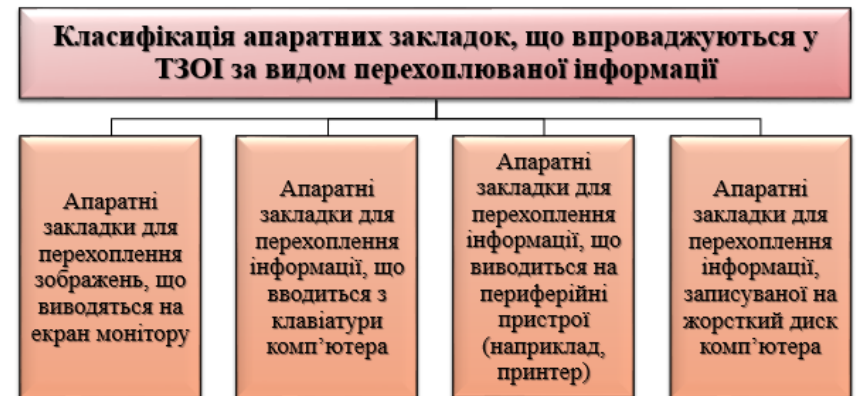 Класифікація апаратних закладок, що впроваджуються у
ТЗОІ за видом перехоплюваної інформації
Апаратні
закладки для
перехоплення
зображень, що
виводяться на
екран монітору
Апаратні
закладки для
перехоплення
інформації, що
вводиться з
клавіатури
комп’ютера
Апаратні
закладки для
перехоплення
інформації, що
виводиться на
периферійні
пристрої
(наприклад,
принтер)
Апаратні
закладки для
перехоплення
інформації,
записуваної на
жорсткий диск
комп’ютера